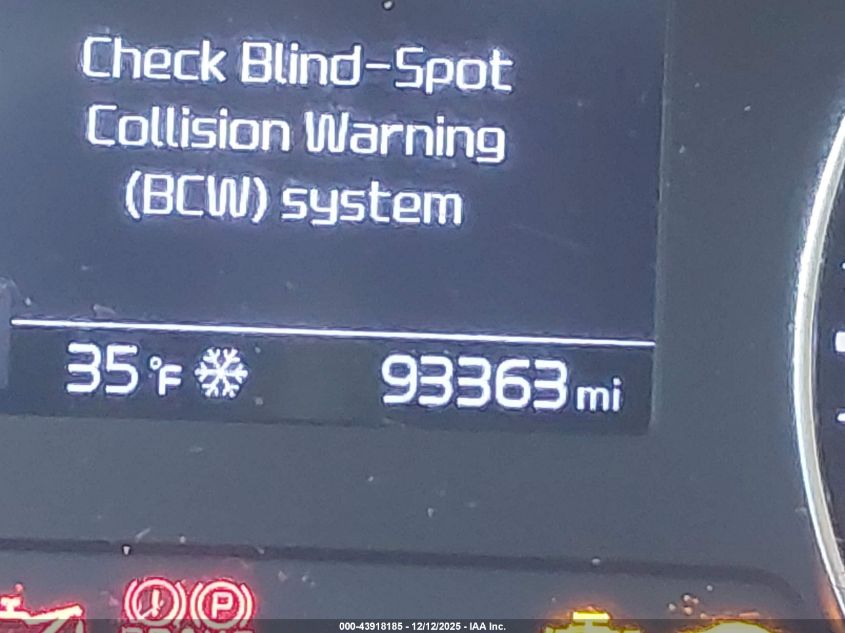 Check Blind-Spot
Collision Warning
(BCW) system
35 °F 93363 mi
P
000-43918185 - 12/12/2025 - IAA Inc.